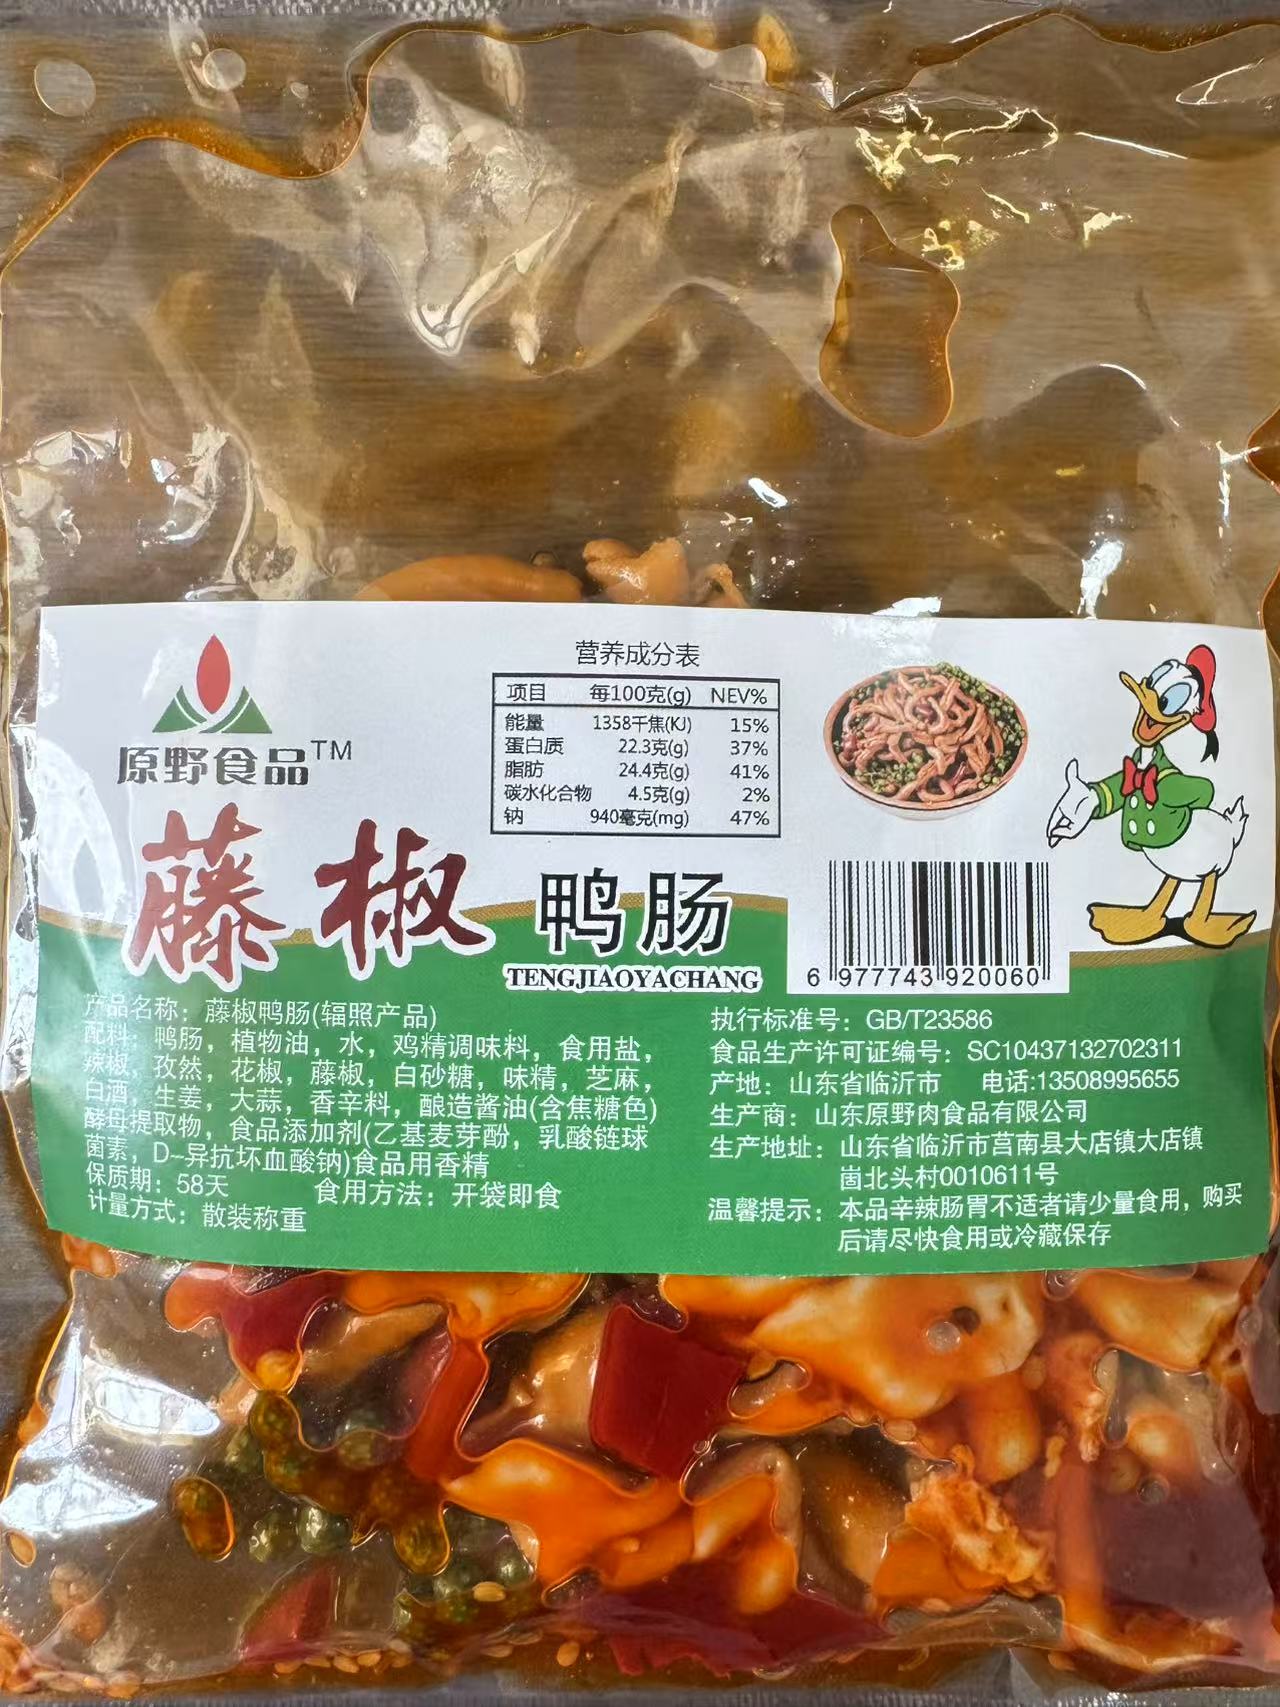 原野食品TM
营养成分表
项目 每100克(g) NEV%
能量 1358千焦(KJ) 15%
蛋白质 22.3克(g) 37%
脂肪 24.4克(g) 41%
碳水化合物 4.5克(g) 2%
钠 940毫克(mg) 47%
藤椒 鸭肠
TENGJIAOYACHANG
6 977743 920060
产品名称：藤椒鸭肠(辐照产品)
配料：鸭肠，植物油，水，鸡精调味料，食用盐，
辣椒，孜然，花椒，藤椒，白砂糖，味精，芝麻，
白酒，生姜，大蒜，香辛料，酿造酱油(含焦糖色)
酵母提取物，食品添加剂(乙基麦芽酚，乳酸链球
菌素，D-异抗坏血酸钠)食品用香精
保质期：58天 食用方法：开袋即食
计量方式：散装称重
执行标准号：GB/T23586
食品生产许可证编号：SC10437132702311
产地：山东省临沂市 电话:13508995655
生产商：山东原野肉食品有限公司
生产地址：山东省临沂市莒南县大店镇大店镇
崮北头村0010611号
温馨提示：本品辛辣肠胃不适者请少量食用，购买
后请尽快食用或冷藏保存